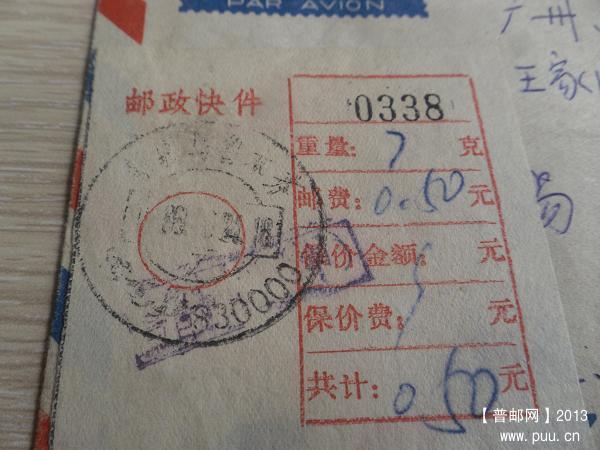 PAR AVION
广州
王家
易
邮政快件
0338
重量: 7 克
邮费: 0.50 元
保价金额: 元
保价费: 元
共计: 0.50 元
830000
【普邮网】2013
www.puu.cn